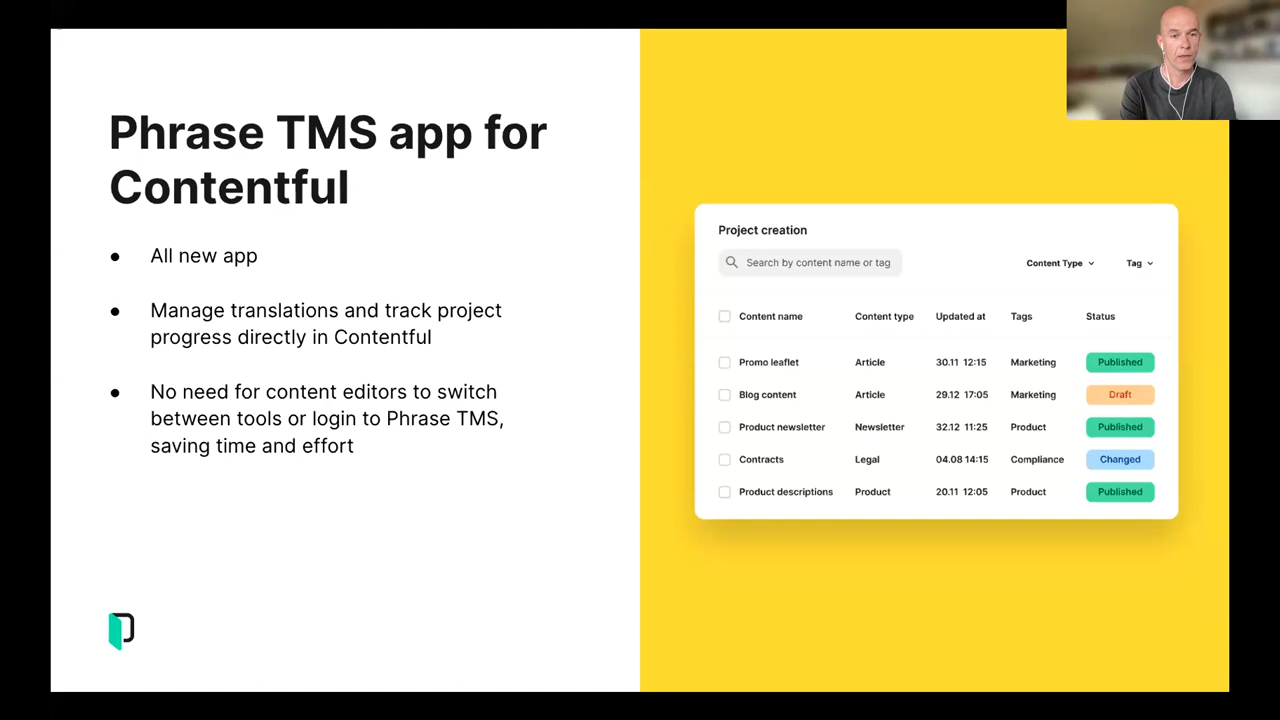 Phrase TMS app for
Contentful
● All new app
● Manage translations and track project
progress directly in Contentful
● No need for content editors to switch
between tools or login to Phrase TMS,
saving time and effort
Project creation
Search by content name or tag
Content Type
Tag
Content name Content type Updated at Tags Status
Promo leaflet Article 30.11 12:15 Marketing Published
Blog content Article 29.12 17:05 Marketing Draft
Product newsletter Newsletter 32.12 11:25 Product Published
Contracts Legal 04.08 14:15 Compliance Changed
Product descriptions Product 20.11 12:05 Product Published